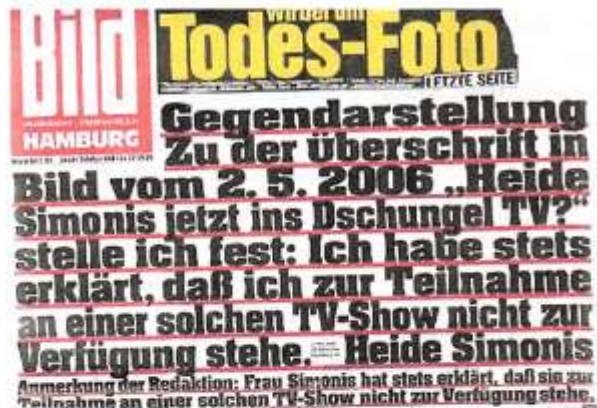 Bild
HAMBURG
Todes-Foto
LETZTE SEITE
Gegendarstellung
Zu der Überschrift in
Bild vom 2. 5. 2006 „Heide
Simonis jetzt ins Dschungel TV?“
stelle ich fest: Ich habe stets
erklärt, daß ich zur Teilnahme
an einer solchen TV-Show nicht zur
Verfügung stehe. Heide Simonis
Anmerkung der Redaktion: Frau Simonis hat stets erklärt, daß sie zur
Teilnahme an einer solchen TV-Show nicht zur Verfügung stehe.